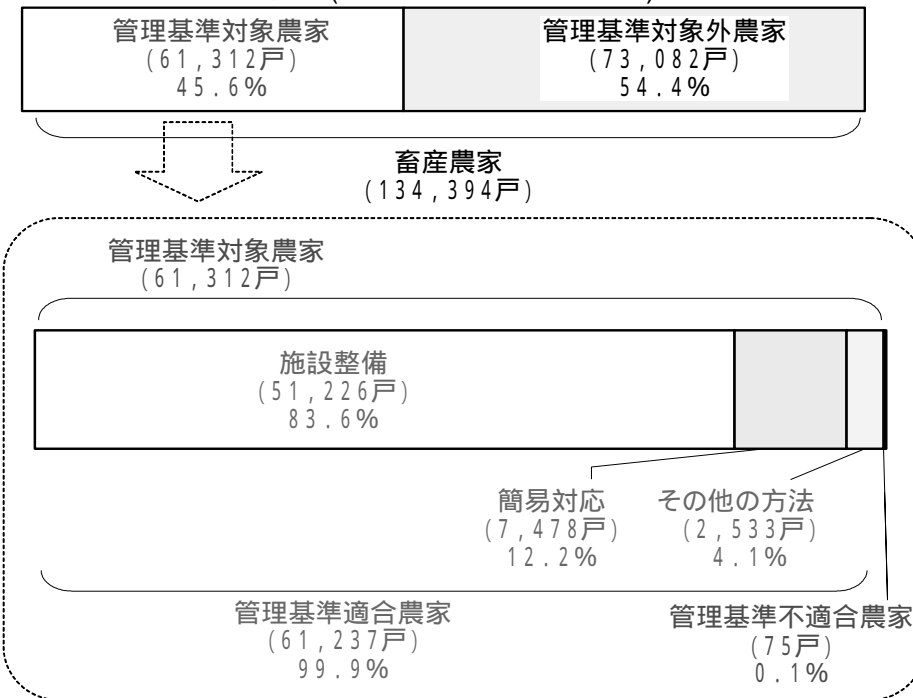 管理基準対象農家
(61,312戸)
45.6%
管理基準対象外農家
(73,082戸)
54.4%
畜産農家
(134,394戸)
管理基準対象農家
(61,312戸)
施設整備
(51,226戸)
83.6%
簡易対応
(7,478戸)
12.2%
その他の方法
(2,533戸)
4.1%
管理基準適合農家
(61,237戸)
99.9%
管理基準不適合農家
(75戸)
0.1%